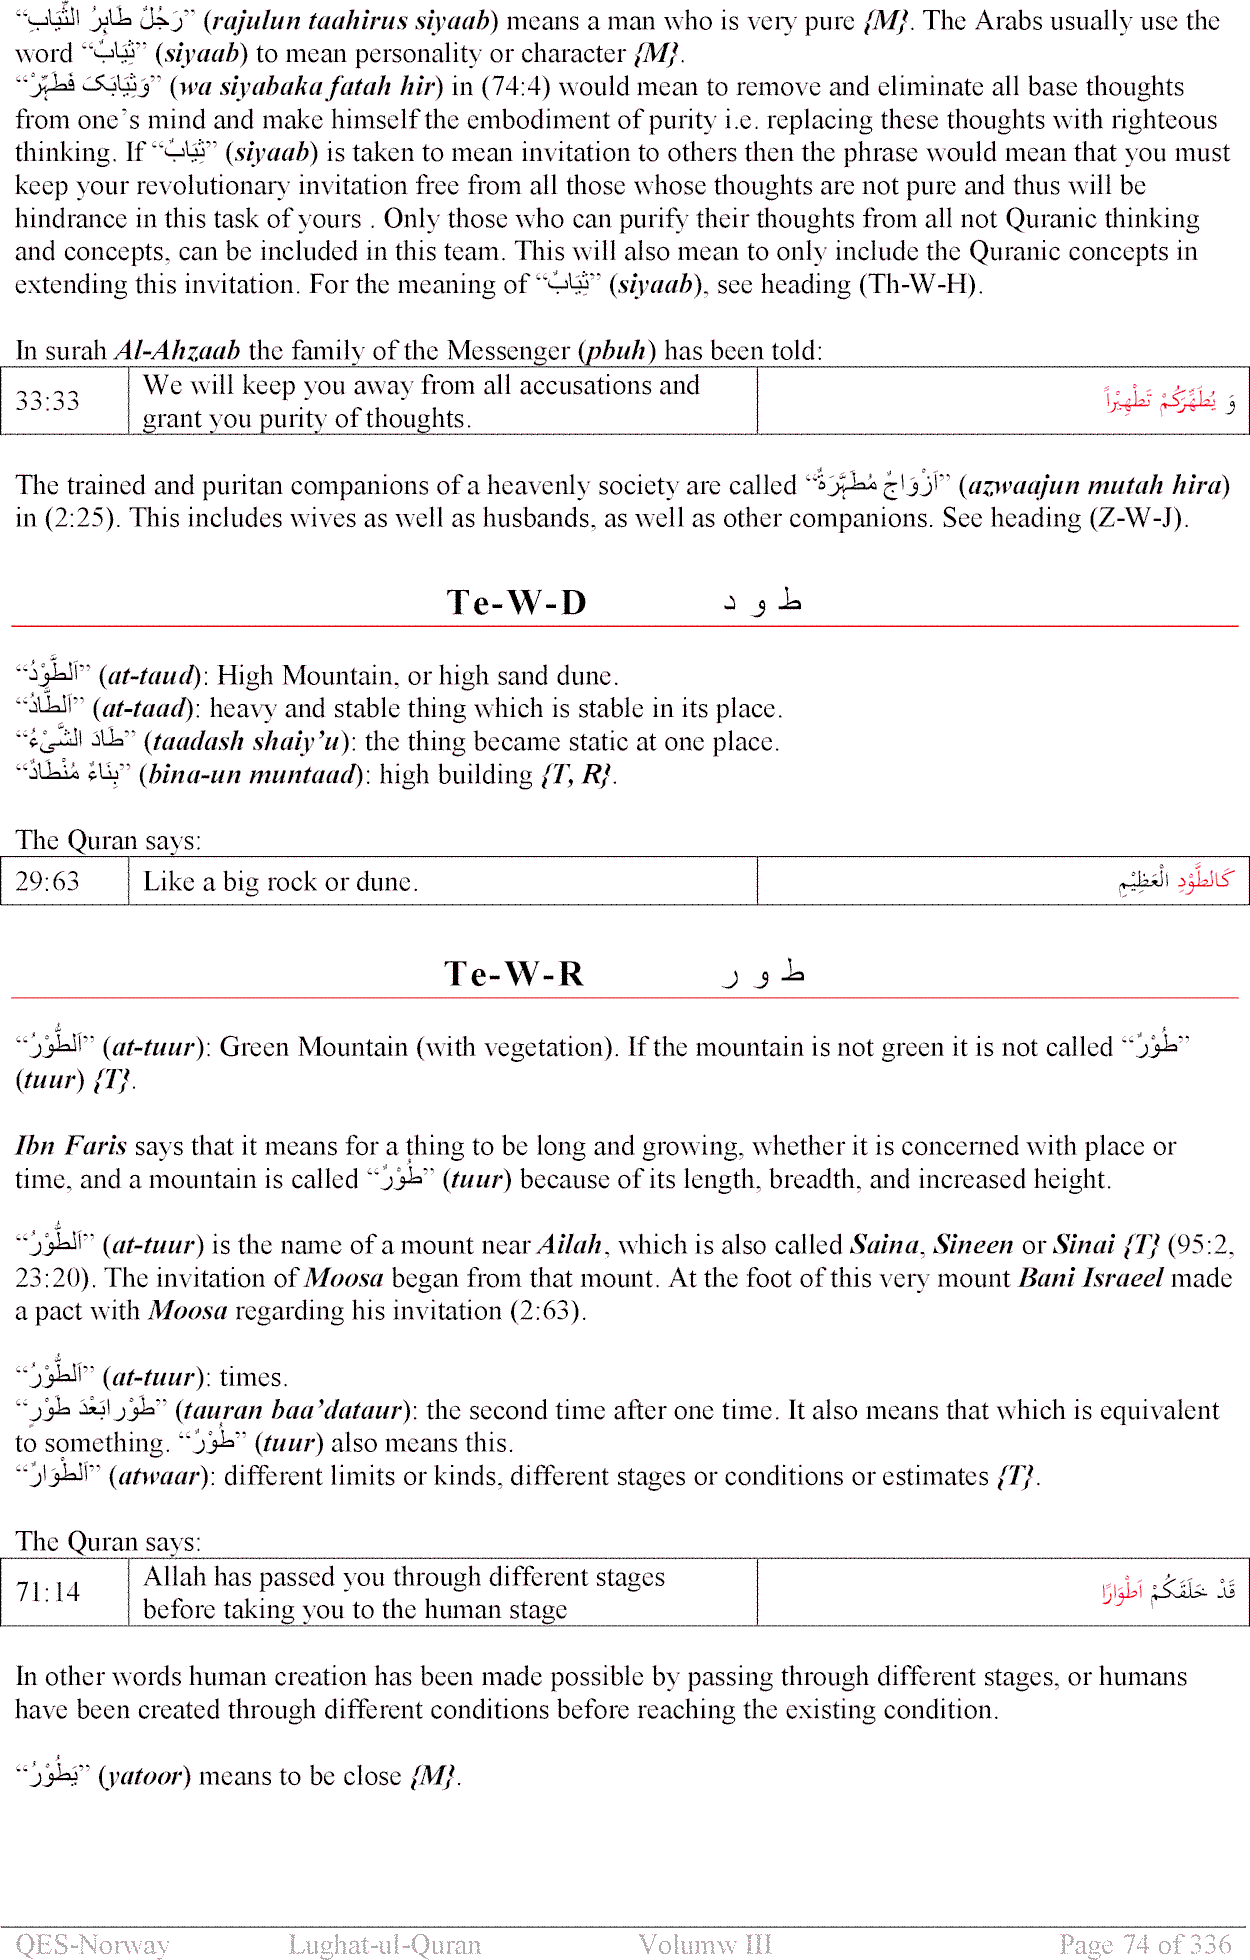 “رَجُلٌ طَاہِرُ الثِّیَابِ” (rajulun taahirus siyaab) means a man who is very pure {M}. The Arabs usually use the
word “ثِیَابٌ” (siyaab) to mean personality or character {M}.
“وَثِیَابَکَ فَطَہِّرْ” (wa siyabaka fatah hir) in (74:4) would mean to remove and eliminate all base thoughts
from one’s mind and make himself the embodiment of purity i.e. replacing these thoughts with righteous
thinking. If “ثِیَابٌ” (siyaab) is taken to mean invitation to others then the phrase would mean that you must
keep your revolutionary invitation free from all those whose thoughts are not pure and thus will be
hindrance in this task of yours . Only those who can purify their thoughts from all not Quranic thinking
and concepts, can be included in this team. This will also mean to only include the Quranic concepts in
extending this invitation. For the meaning of “ثِیَابٌ” (siyaab), see heading (Th-W-H).
In surah Al-Ahzaab the family of the Messenger (pbuh) has been told:
33:33 We will keep you away from all accusations and
grant you purity of thoughts.
وَ یُطَھِّرَکُمْ تَطْھِیْراً
The trained and puritan companions of a heavenly society are called “اَزْوَاجٌ مُطَہَّرَۃٌ” (azwaajun mutah hira)
in (2:25). This includes wives as well as husbands, as well as other companions. See heading (Z-W-J).
Te-W-D ط و د
“اَلطَّوْدُ” (at-taud): High Mountain, or high sand dune.
“اَلطَّادُ” (at-taad): heavy and stable thing which is stable in its place.
“طَادَ الشَّیْءُ” (taadash shaiy’u): the thing became static at one place.
“بِنَاءٌ مُنْطَادٌ” (bina-un muntaad): high building {T, R}.
The Quran says:
29:63 Like a big rock or dune. کَالطَّوْدِ الْعَظِیْمِ
Te-W-R ط و ر
“اَلطُّوْرُ” (at-tuur): Green Mountain (with vegetation). If the mountain is not green it is not called “طُوْرٌ”
(tuur) {T}.
Ibn Faris says that it means for a thing to be long and growing, whether it is concerned with place or
time, and a mountain is called “طُوْرٌ” (tuur) because of its length, breadth, and increased height.
“اَلطُّوْرُ” (at-tuur) is the name of a mount near Ailah, which is also called Saina, Sineen or Sinai {T} (95:2,
23:20). The invitation of Moosa began from that mount. At the foot of this very mount Bani Israeel made
a pact with Moosa regarding his invitation (2:63).
“اَلطُّوْرُ” (at-tuur): times.
“طَوْرابَعْدَ طَوْرٍ” (tauran baa’dataur): the second time after one time. It also means that which is equivalent
to something. “طُوْرٌ” (tuur) also means this.
“اَلطْوَارٌ” (atwaar): different limits or kinds, different stages or conditions or estimates {T}.
The Quran says:
71:14 Allah has passed you through different stages
before taking you to the human stage
قَدْ خَلَقَکُمْ اَطْوَارًا
In other words human creation has been made possible by passing through different stages, or humans
have been created through different conditions before reaching the existing condition.
“یَطُوْرُ” (yatoor) means to be close {M}.
QES-Norway Lughat-ul-Quran Volumw III Page 74 of 336